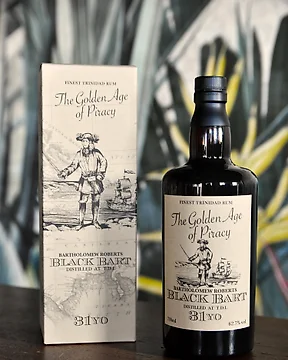 FINEST TRINIDAD RUM
The Golden Age
of Piracy
BARTHOLOMEW ROBERTS
BLACK BART
DISTILLED AT T.D.L
31YO
FINEST TRINIDAD RUM
The Golden Age
of Piracy
BARTHOLOMEW ROBERTS
BLACK BART
DISTILLED AT T.D.L
31YO